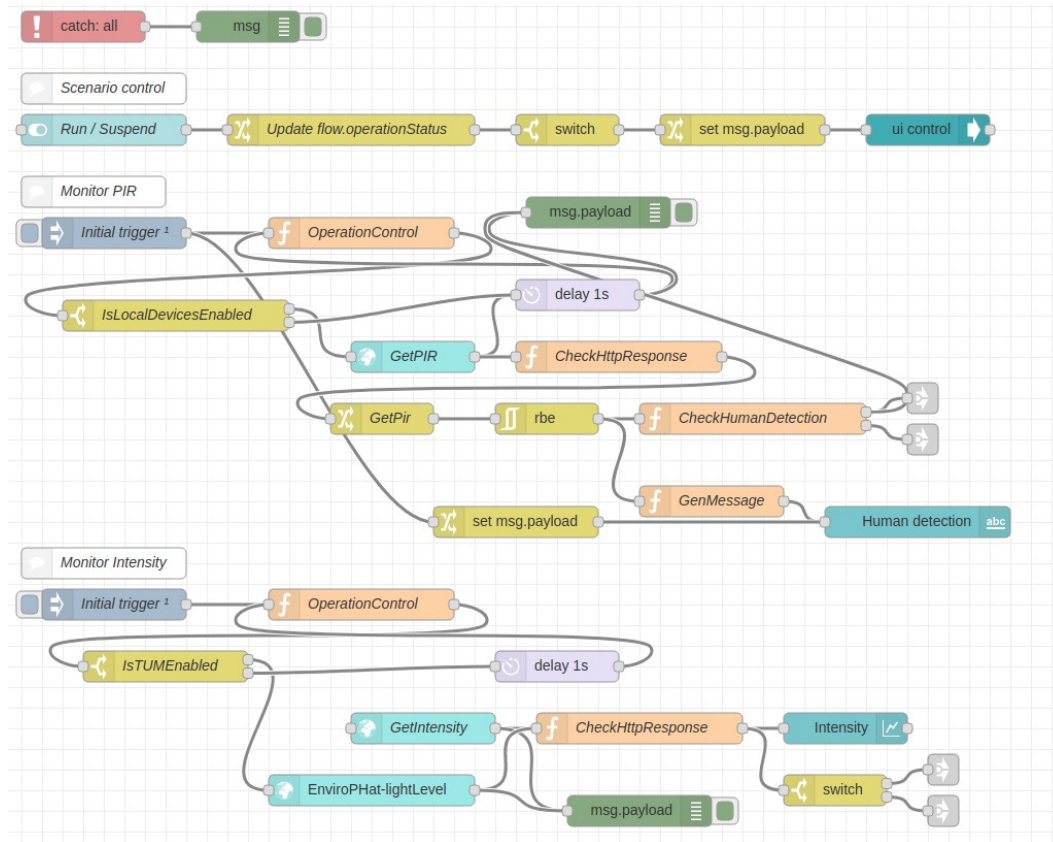 catch: all
msg
Scenario control
Run / Suspend
Update flow.operationStatus
switch
set msg.payload
ui control
Monitor PIR
msg.payload
Initial trigger ¹
OperationControl
delay 1s
IsLocalDevicesEnabled
GetPIR
CheckHttpResponse
GetPir
rbe
CheckHumanDetection
GenMessage
set msg.payload
Human detection
abc
Monitor Intensity
Initial trigger ¹
OperationControl
IsTUMEnabled
delay 1s
GetIntensity
CheckHttpResponse
Intensity
EnviroPHat-lightLevel
switch
msg.payload